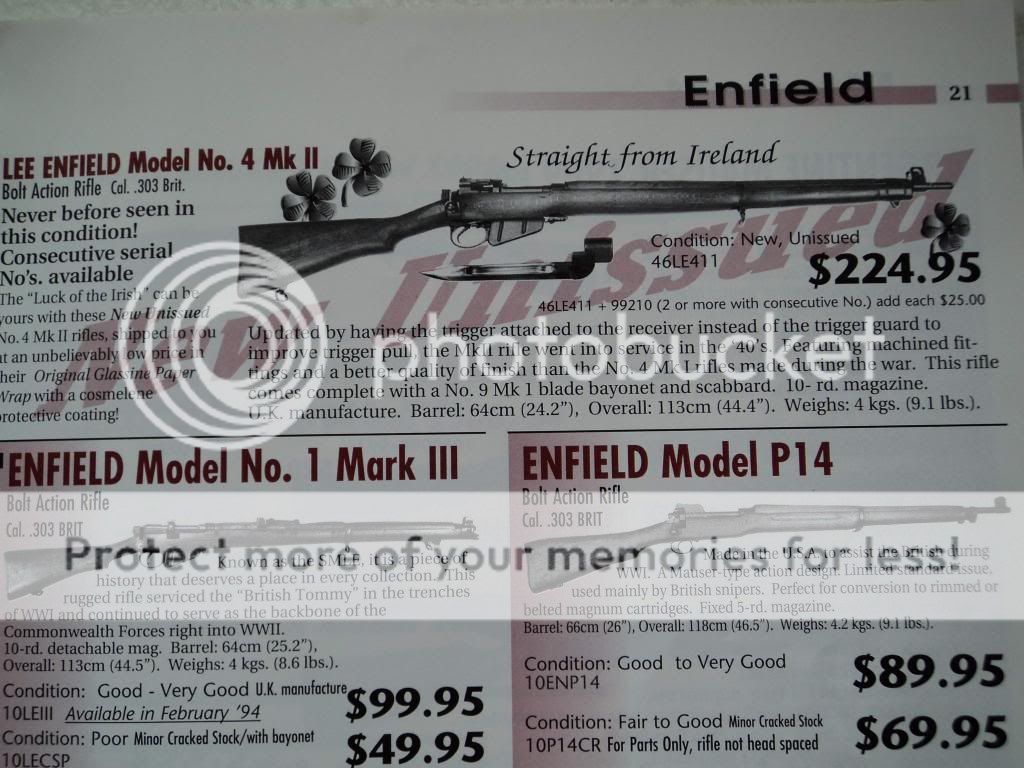 Enfield 21
LEE ENFIELD Model No. 4 Mk II
Bolt Action Rifle Cal. .303 Brit.
Never before seen in
this condition!
Consecutive serial
No's. available
The "Luck of the Irish" can be
yours with these New Unissued
No. 4 Mk II rifles, shipped to you
at an unbelievably low price in
their Original Glassine Paper
Wrap with a cosmelene
protective coating!
Straight from Ireland
New, Unissued
Condition: New, Unissued
46LE411
$224.95
46LE411 + 99210 (2 or more with consecutive No.) add each $25.00
Updated by having the trigger attached to the receiver instead of the trigger guard to
improve trigger pull, the MkII rifle went into service in the '40's. Featuring machined fit-
tings and a better quality of finish than the No. 4 Mk I rifles made during the war. This rifle
comes complete with a No. 9 Mk 1 blade bayonet and scabbard. 10- rd. magazine.
U.K. manufacture. Barrel: 64cm (24.2"), Overall: 113cm (44.4"). Weighs: 4 kgs. (9.1 lbs.).
photobucket
ENFIELD Model No. 1 Mark III
Bolt Action Rifle
Cal. .303 BRIT
Known as the SMLE, it is a piece of
history that deserves a place in every collection. This
rugged rifle serviced the "British Tommy" in the trenches
of WWI and continued to serve as the backbone of the
Commonwealth Forces right into WWII.
10-rd. detachable mag. Barrel: 64cm (25.2"),
Overall: 113cm (44.5"). Weighs: 4 kgs. (8.6 lbs.).
Condition: Good - Very Good U.K. manufacture
10LEIII Available in February '94
$99.95
Condition: Poor Minor Cracked Stock/with bayonet
10LECSP
$49.95
ENFIELD Model P14
Bolt Action Rifle
Cal. .303 BRIT
Made in the U.S.A. to assist the British during
WWI. A Mauser-type action design. Limited standard issue.
used mainly by British snipers. Perfect for conversion to rimmed or
belted magnum cartridges. Fixed 5-rd. magazine.
Barrel: 66cm (26"), Overall: 118cm (46.5"). Weighs: 4.2 kgs. (9.1 lbs.).
Condition: Good to Very Good
10ENP14
$89.95
Condition: Fair to Good Minor Cracked Stock
10P14CR For Parts Only, rifle not head spaced
$69.95
Protect more of your memories for less!